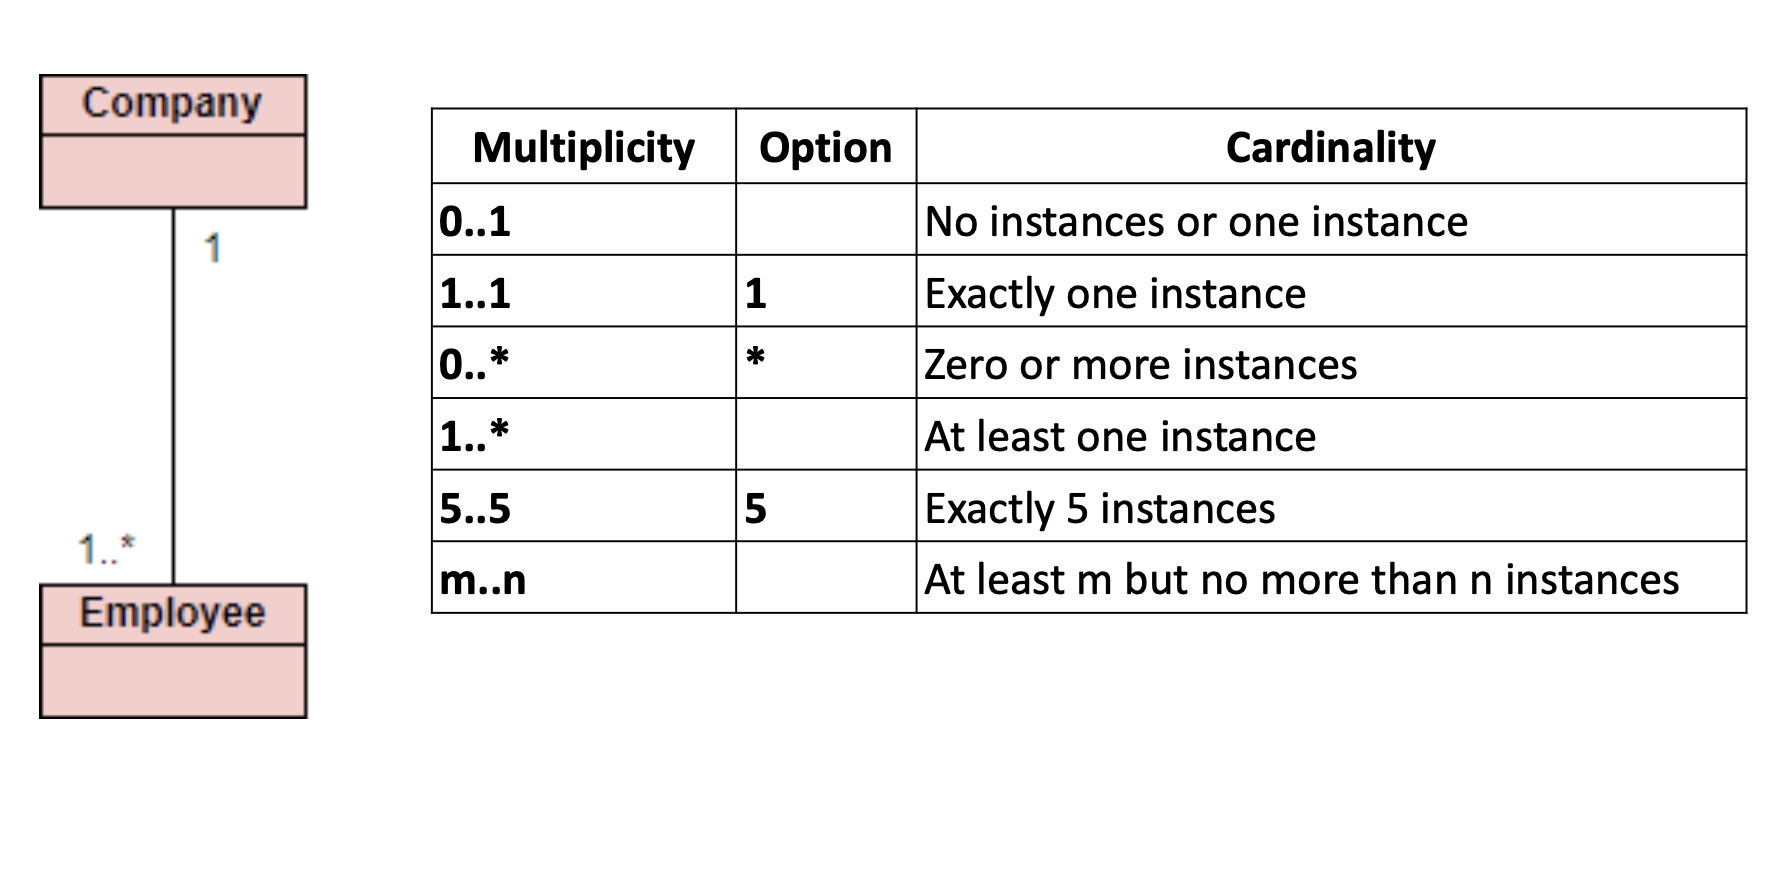 Company
1
1..*
Employee
Multiplicity Option Cardinality
0..1 No instances or one instance
1..1 1 Exactly one instance
0..* * Zero or more instances
1..* At least one instance
5..5 5 Exactly 5 instances
m..n At least m but no more than n instances